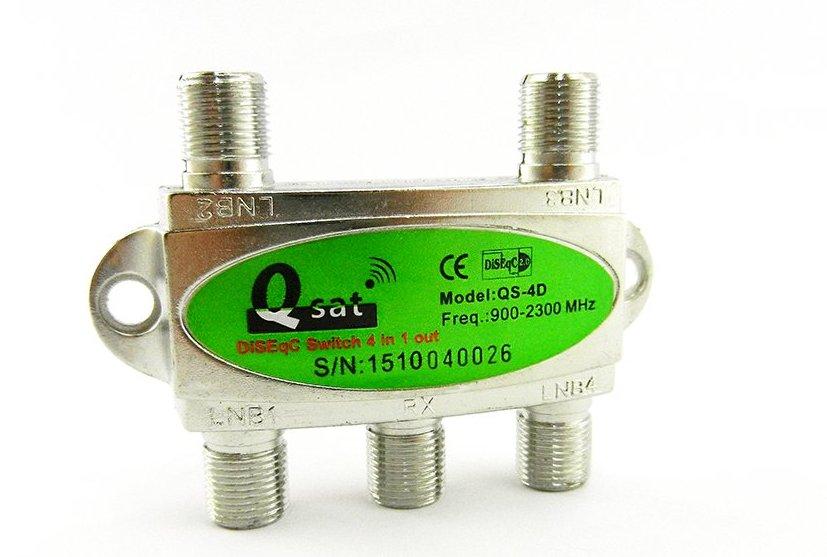 LNB2
LNB3
Qsat
CE
DiSEqC 2.0
Model:QS-4D
Freq.:900-2300 MHz
DiSEqC Switch 4 in 1 out
S/N:1510040026
LNB1
RX
LNB4